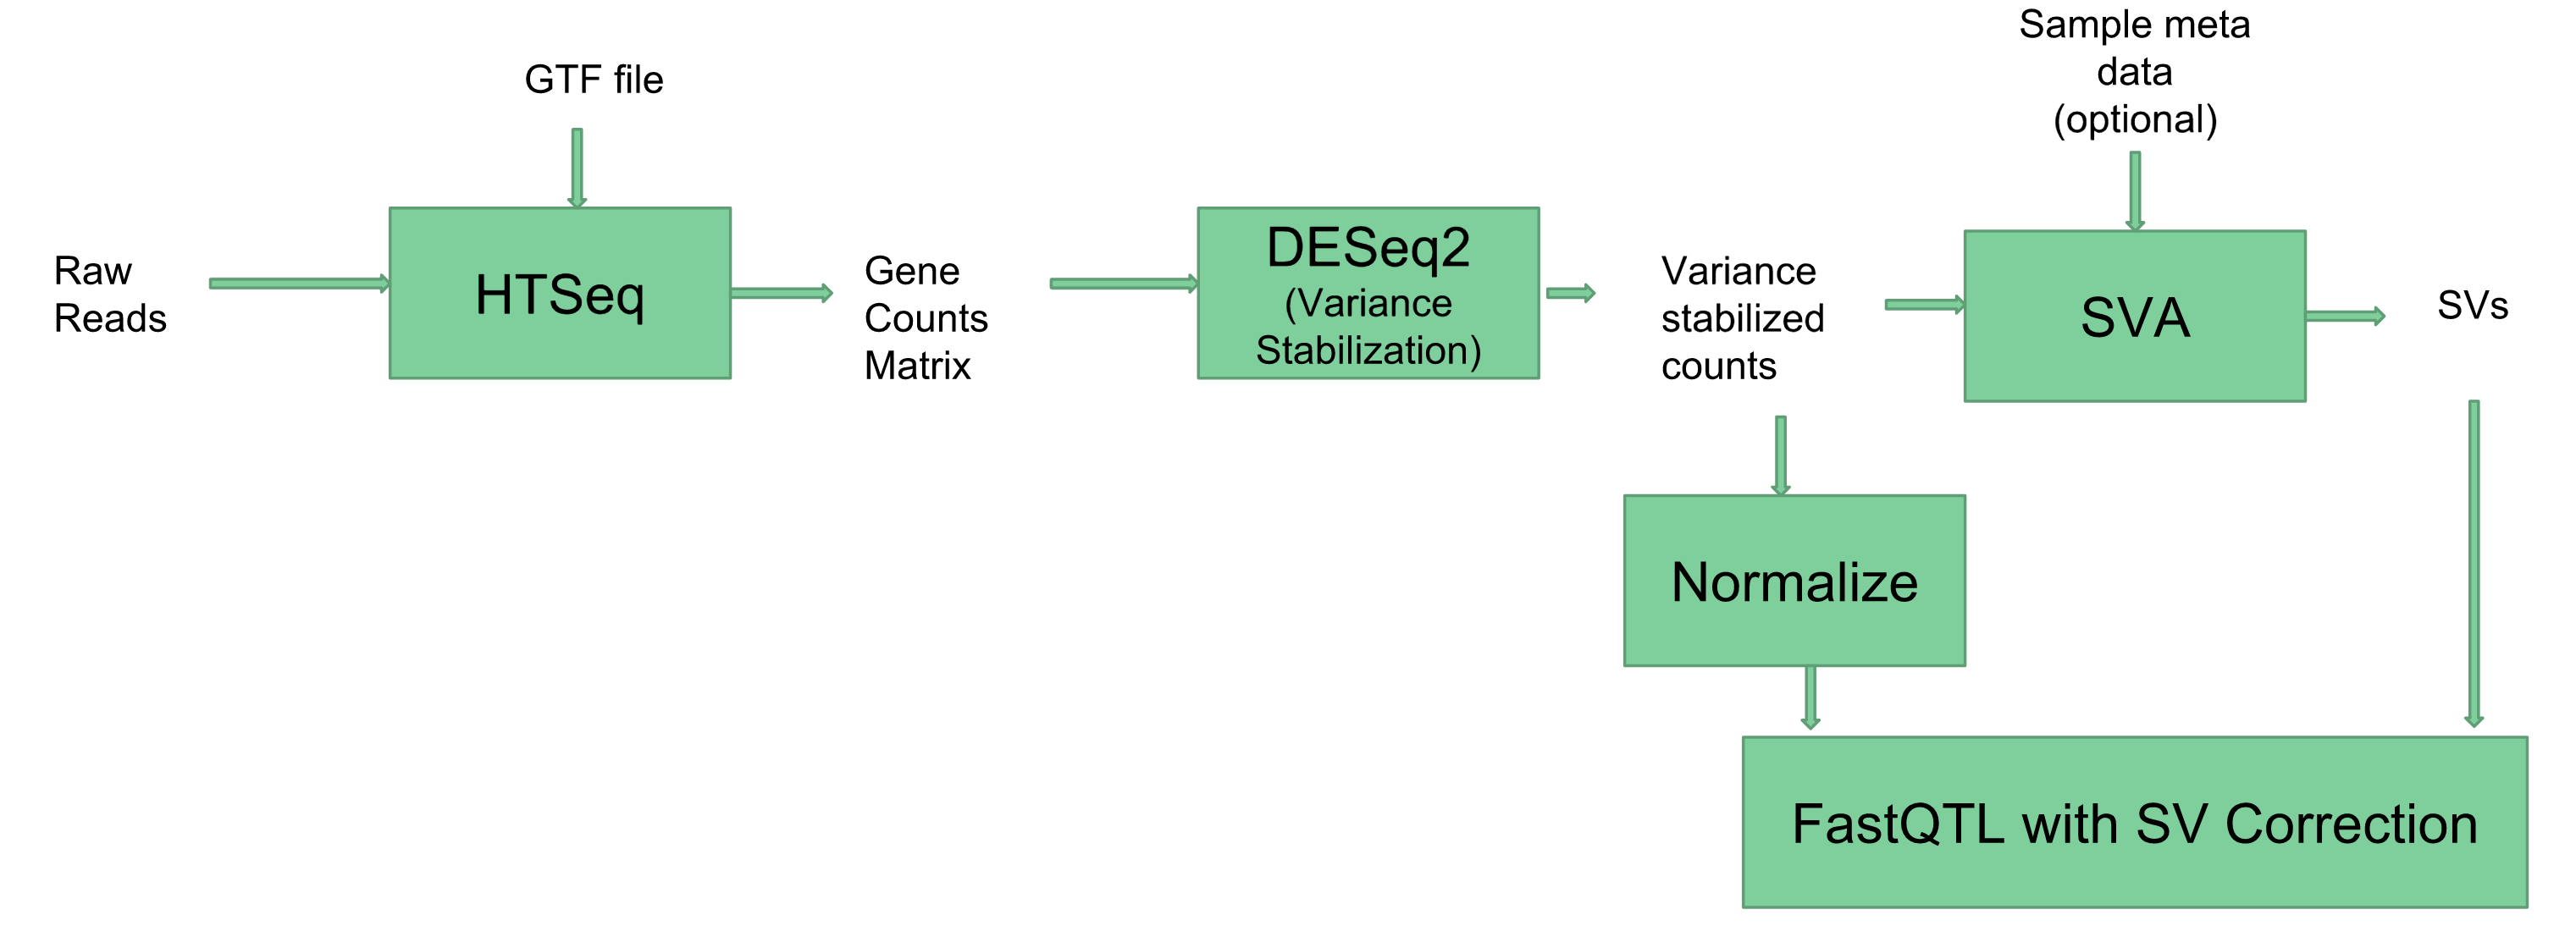 Raw
Reads
GTF file
HTSeq
Gene
Counts
Matrix
DESeq2
(Variance
Stabilization)
Variance
stabilized
counts
Sample meta
data
(optional)
SVA
SVs
Normalize
FastQTL with SV Correction